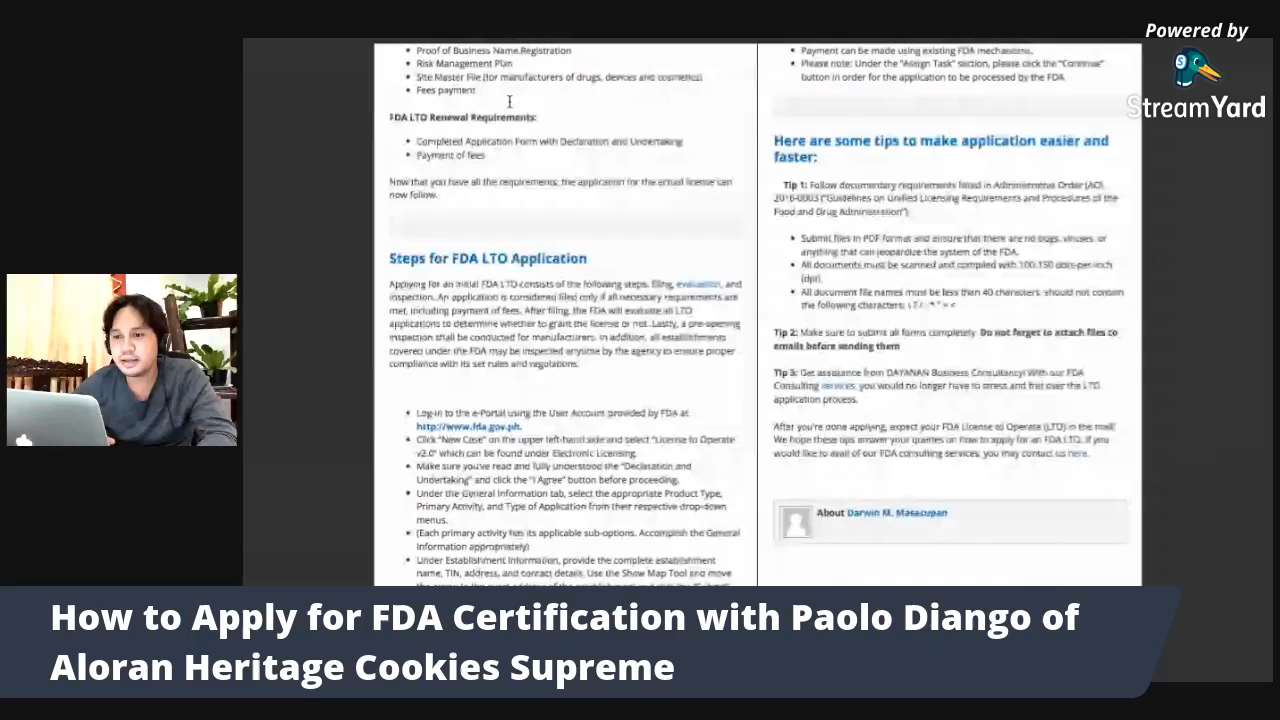 Powered by
StreamYard
Proof of Business Name Registration
Risk Management Plan
Site Master File (for manufacturers of drugs, devices and cosmetics)
Fees payment
FDA LTO Renewal Requirements:
Completed Application Form with Declaration and Undertaking
Payment of fees
Now that you have all the requirements, the application for the actual license can
now follow.
Steps for FDA LTO Application
Applying for an initial FDA LTO consists of the following steps, filing, evaluation, and
inspection. An application is considered filed only if all necessary requirements are
met, including payment of fees. After filing, the FDA will evaluate all LTO
applications to determine whether to grant the license or not. Lastly, a pre-opening
inspection shall be conducted for manufacturers. In addition, all establishments
covered under the FDA may be inspected anytime by the agency to ensure proper
compliance with its set rules and regulations.
Log-in to the e-Portal using the User Account provided by FDA at
http://www.fda.gov.ph.
Click "New Case" on the upper left-hand side and select "License to Operate
v2.0" which can be found under Electronic Licensing.
Make sure you've read and fully understood the "Declaration and
Undertaking" and click the "I Agree" button before proceeding.
Under the General Information tab, select the appropriate Product Type,
Primary Activity, and Type of Application from their respective drop-down
menus.
(Each primary activity has its applicable sub-options. Accomplish the General
Information appropriately)
Under Establishment Information, provide the complete establishment
name, TIN, address, and contact details. Use the Show Map Tool and move
Payment can be made using existing FDA mechanisms.
Please note: Under the "Assign Task" section, please click the "Continue"
button in order for the application to be processed by the FDA
Here are some tips to make application easier and
faster:
Tip 1: Follow documentary requirements listed in Administrative Order (AO)
2016-0003 ("Guidelines on Unified Licensing Requirements and Procedures of the
Food and Drug Administration")
Submit files in PDF format and ensure that there are no bugs, viruses, or
anything that can jeopardize the system of the FDA.
All documents must be scanned and compiled with 100-150 dots-per-inch
(dpi)
All document file names must be less than 40 characters, should not contain
the following characters:
Tip 2: Make sure to submit all forms completely. Do not forget to attach files to
emails before sending them
Tip 3: Get assistance from DAYANAN Business Consultancy! With our FDA
Consulting services, you would no longer have to stress and fret over the LTO
application process.
After you're done applying, expect your FDA License to Operate (LTO) in the mail!
We hope these tips answer your queries on how to apply for an FDA LTO. If you
would like to avail of our FDA consulting services, you may contact us here.
About Darwin M. Masacupan
How to Apply for FDA Certification with Paolo Diango of
Aloran Heritage Cookies Supreme